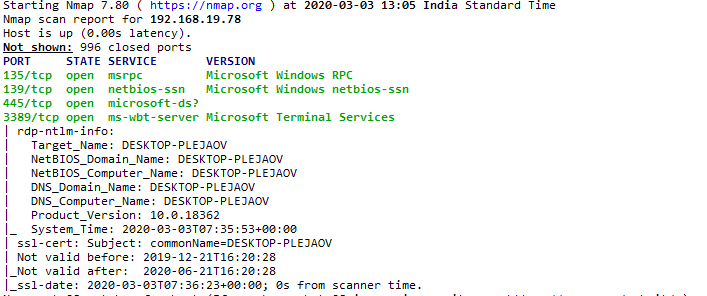 Starting Nmap 7.80 ( https://nmap.org ) at 2020-03-03 13:05 India Standard Time
Nmap scan report for 192.168.19.78
Host is up (0.00s latency).
Not shown: 996 closed ports
PORT     STATE SERVICE       VERSION
135/tcp  open  msrpc         Microsoft Windows RPC
139/tcp  open  netbios-ssn   Microsoft Windows netbios-ssn
445/tcp  open  microsoft-ds?
3389/tcp open  ms-wbt-server Microsoft Terminal Services
| rdp-ntlm-info:
|   Target_Name: DESKTOP-PLEJAOV
|   NetBIOS_Domain_Name: DESKTOP-PLEJAOV
|   NetBIOS_Computer_Name: DESKTOP-PLEJAOV
|   DNS_Domain_Name: DESKTOP-PLEJAOV
|   DNS_Computer_Name: DESKTOP-PLEJAOV
|   Product_Version: 10.0.18362
|_  System_Time: 2020-03-03T07:35:53+00:00
| ssl-cert: Subject: commonName=DESKTOP-PLEJAOV
| Not valid before: 2019-12-21T16:20:28
|_Not valid after:  2020-06-21T16:20:28
|_ssl-date: 2020-03-03T07:36:23+00:00; 0s from scanner time.